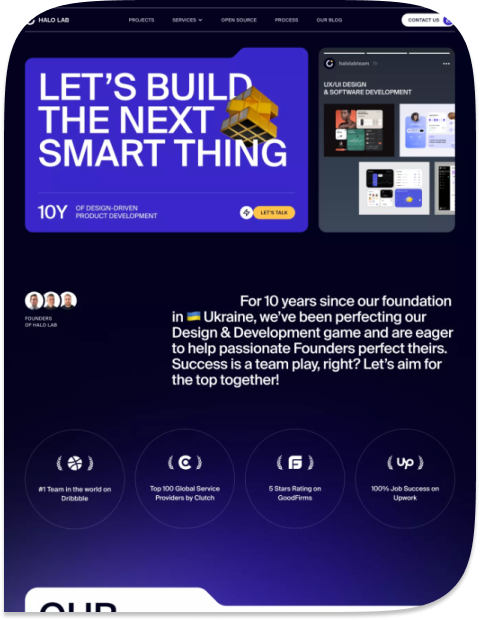 HALO LAB
PROJECTS
SERVICES
OPEN SOURCE
PROCESS
OUR BLOG
CONTACT US
LET'S BUILD
THE NEXT
SMART THING
10Y
OF DESIGN-DRIVEN
PRODUCT DEVELOPMENT
LET'S TALK
halolabteam
UX/UI DESIGN
& SOFTWARE DEVELOPMENT
FOUNDERS
OF HALO LAB
For 10 years since our foundation
in 🇺🇦 Ukraine, we've been perfecting our
Design & Development game and are eager
to help passionate Founders perfect theirs.
Success is a team play, right? Let's aim for
the top together!
#1 Team in the world on
Dribbble
Top 100 Global Service
Providers by Clutch
5 Stars Rating on
GoodFirms
up
100% Job Success on
Upwork
OUR